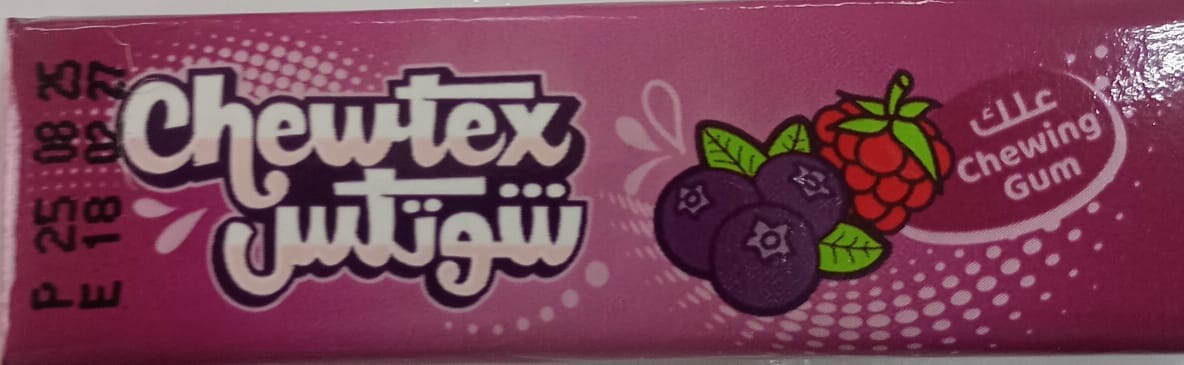 P 25 08 25
E 18 02 27
Chewtex
شوتكس
علك
Chewing
Gum